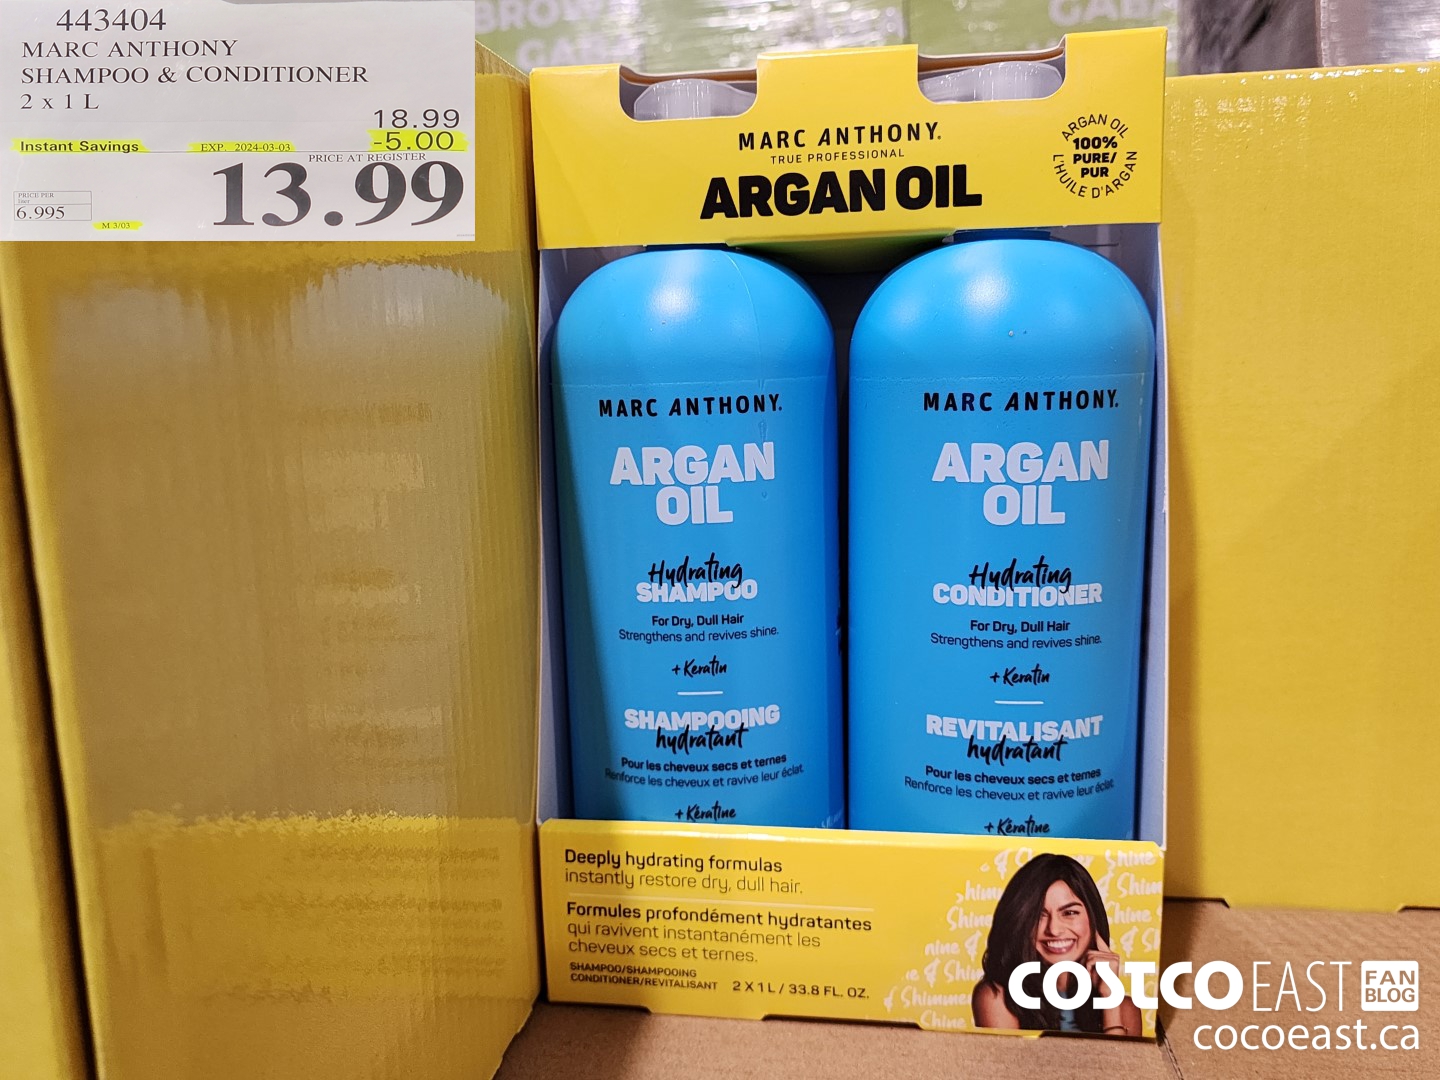 443404
MARC ANTHONY
SHAMPOO & CONDITIONER
2 x 1 L
18.99
Instant Savings EXP. 2024-03-03 -5.00
PRICE AT REGISTER
13.99
PRICE PER
liter
6.995
M 3/03
BROW
GABA
GABA
MARC ANTHONY.
TRUE PROFESSIONAL
ARGAN OIL
ARGAN OIL
100%
PURE/
PUR
L'HUILE D'ARGAN
MARC ANTHONY.
ARGAN
OIL
Hydrating
SHAMPOO
For Dry, Dull Hair
Strengthens and revives shine.
+ Keratin
SHAMPOOING
hydratant
Pour les cheveux secs et ternes
Renforce les cheveux et ravive leur éclat
+ Kératine
MARC ANTHONY.
ARGAN
OIL
Hydrating
CONDITIONER
For Dry, Dull Hair
Strengthens and revives shine.
+ Keratin
REVITALISANT
hydratant
Pour les cheveux secs et ternes
Renforce les cheveux et ravive leur éclat
+ Kératine
Deeply hydrating formulas
instantly restore dry, dull hair.
Formules profondément hydratantes
qui ravivent instantanément les
cheveux secs et ternes.
SHAMPOO/SHAMPOOING
CONDITIONER/REVITALISANT 2 X 1 L / 33.8 FL. OZ.
COSTCO EAST FAN BLOG
cocoeast.ca